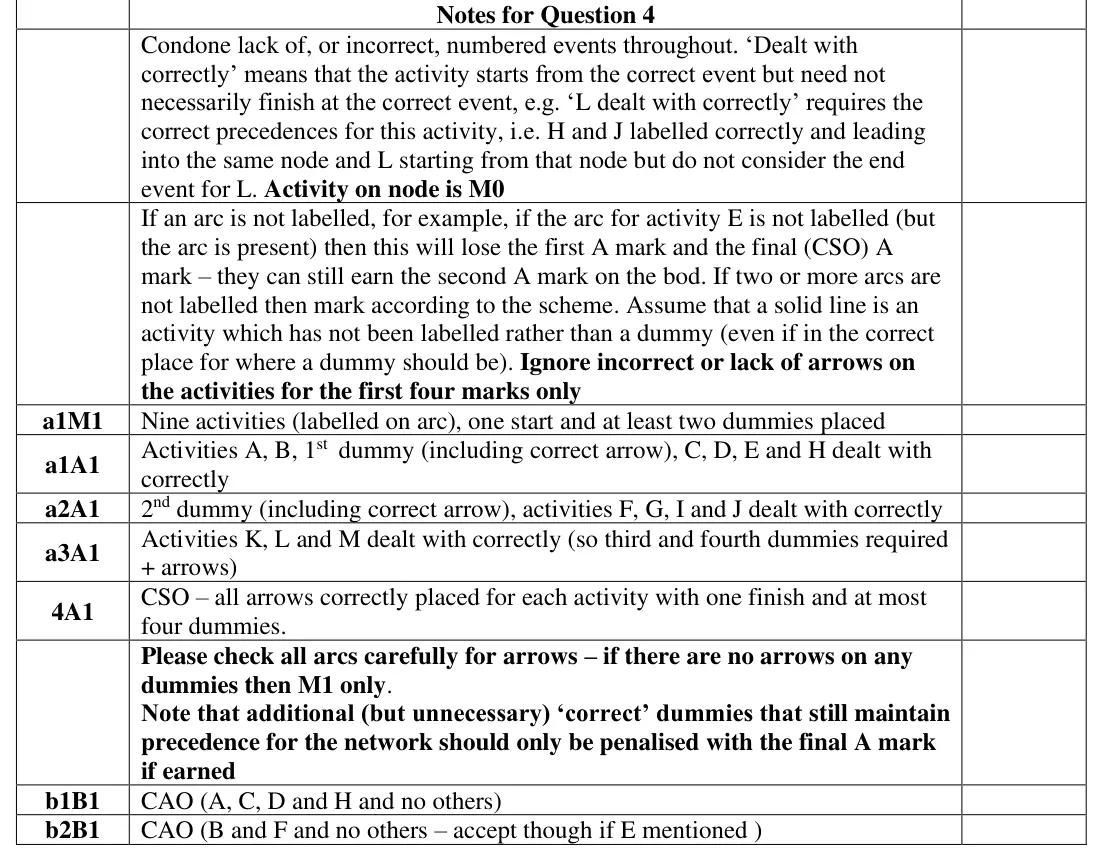 Notes for Question 4
Condone lack of, or incorrect, numbered events throughout. ‘Dealt with
correctly’ means that the activity starts from the correct event but need not
necessarily finish at the correct event, e.g. ‘L dealt with correctly’ requires the
correct precedences for this activity, i.e. H and J labelled correctly and leading
into the same node and L starting from that node but do not consider the end
event for L. Activity on node is M0
If an arc is not labelled, for example, if the arc for activity E is not labelled (but
the arc is present) then this will lose the first A mark and the final (CSO) A
mark – they can still earn the second A mark on the bod. If two or more arcs are
not labelled then mark according to the scheme. Assume that a solid line is an
activity which has not been labelled rather than a dummy (even if in the correct
place for where a dummy should be). Ignore incorrect or lack of arrows on
the activities for the first four marks only
a1M1 Nine activities (labelled on arc), one start and at least two dummies placed
a1A1 Activities A, B, 1st dummy (including correct arrow), C, D, E and H dealt with
correctly
a2A1 2nd dummy (including correct arrow), activities F, G, I and J dealt with correctly
a3A1 Activities K, L and M dealt with correctly (so third and fourth dummies required
+ arrows)
4A1 CSO – all arrows correctly placed for each activity with one finish and at most
four dummies.
Please check all arcs carefully for arrows – if there are no arrows on any
dummies then M1 only.
Note that additional (but unnecessary) ‘correct’ dummies that still maintain
precedence for the network should only be penalised with the final A mark
if earned
b1B1 CAO (A, C, D and H and no others)
b2B1 CAO (B and F and no others – accept though if E mentioned )